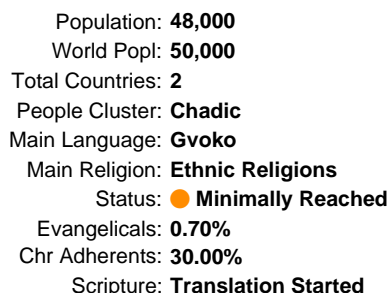 Population: 48,000
World Popl: 50,000
Total Countries: 2
People Cluster: Chadic
Main Language: Gvoko
Main Religion: Ethnic Religions
Status: Minimally Reached
Evangelicals: 0.70%
Chr Adherents: 30.00%
Scripture: Translation Started